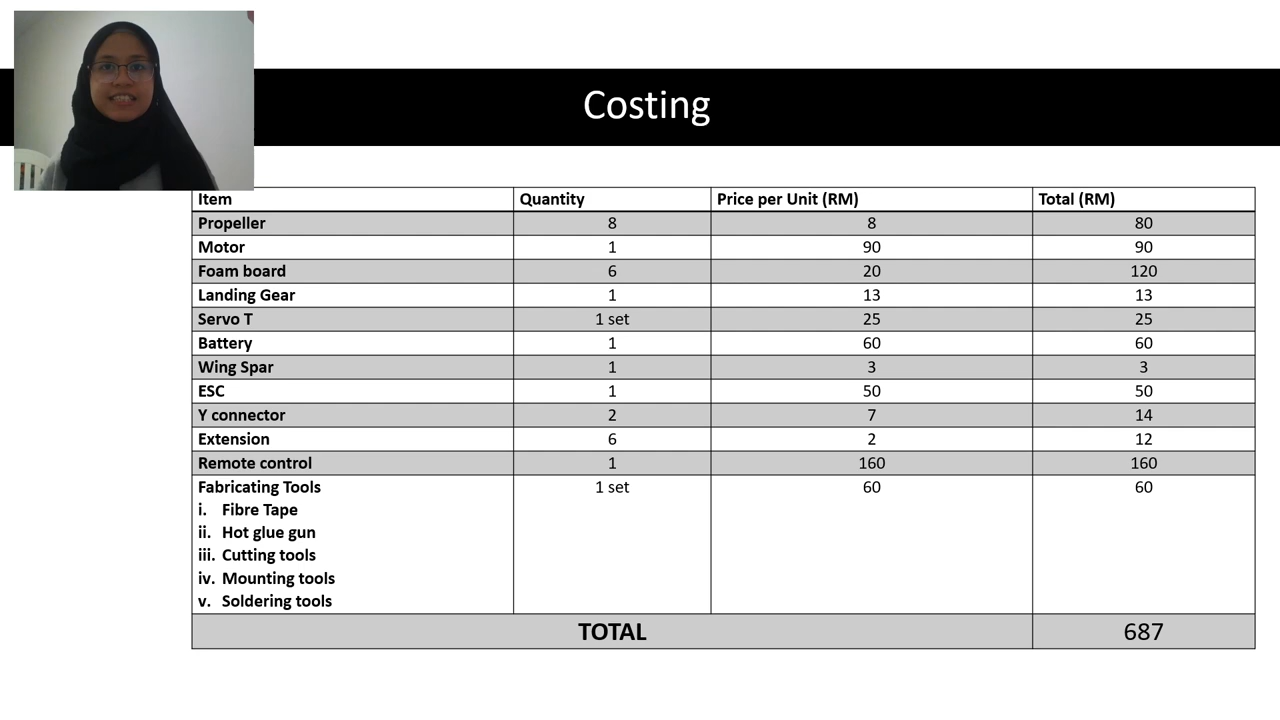 Costing
Item Quantity Price per Unit (RM) Total (RM)
Propeller 8 8 80
Motor 1 90 90
Foam board 6 20 120
Landing Gear 1 13 13
Servo T 1 set 25 25
Battery 1 60 60
Wing Spar 1 3 3
ESC 1 50 50
Y connector 2 7 14
Extension 6 2 12
Remote control 1 160 160
Fabricating Tools 1 set 60 60
i. Fibre Tape
ii. Hot glue gun
iii. Cutting tools
iv. Mounting tools
v. Soldering tools
TOTAL 687